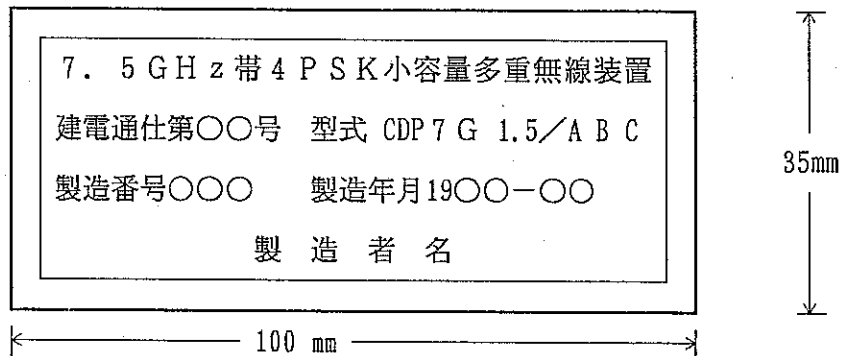 7．5GHz帯4PSK小容量多重無線装置
建電通仕第○○号　型式 CDP7G 1.5／ABC
製造番号○○○　製造年月19○○－○○
製造者名
35mm
100 mm